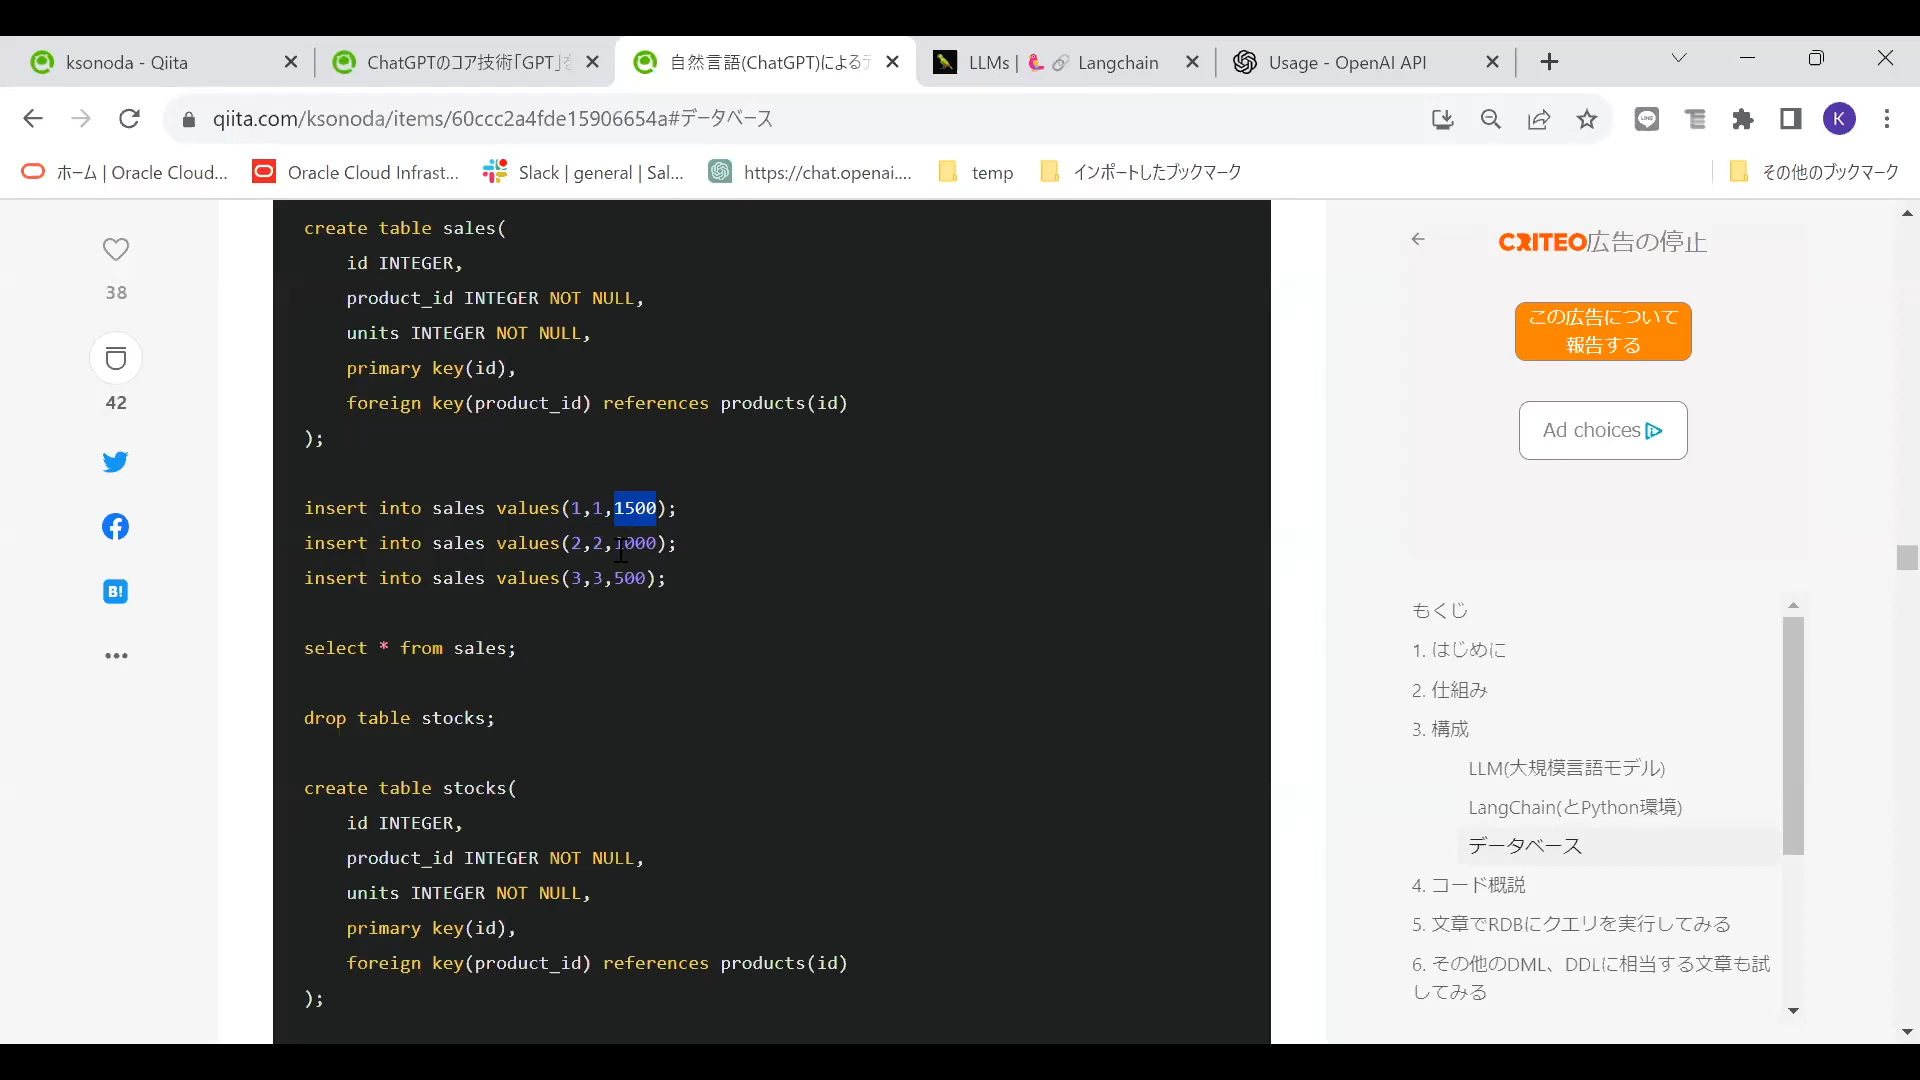 ksonoda - Qiita
ChatGPTのコア技術「GPT」を
自然言語(ChatGPT)によるデ
LLMs | 🦜🔗 Langchain
Usage - OpenAI API
qiita.com/ksonoda/items/60ccc2a4fde15906654a#データベース
K
ホーム | Oracle Cloud...
Oracle Cloud Infrast...
Slack | general | Sal...
https://chat.openai....
temp
インポートしたブックマーク
その他のブックマーク
38
42
B!
create table sales(
id INTEGER,
product_id INTEGER NOT NULL,
units INTEGER NOT NULL,
primary key(id),
foreign key(product_id) references products(id)
);
insert into sales values(1,1,1500);
insert into sales values(2,2,1000);
insert into sales values(3,3,500);
select * from sales;
drop table stocks;
create table stocks(
id INTEGER,
product_id INTEGER NOT NULL,
units INTEGER NOT NULL,
primary key(id),
foreign key(product_id) references products(id)
);
CRITEO広告の停止
この広告について
報告する
Ad choices
もくじ
1. はじめに
2. 仕組み
3. 構成
LLM(大規模言語モデル)
LangChain(とPython環境)
データベース
4. コード概説
5. 文章でRDBにクエリを実行してみる
6. その他のDML、DDLに相当する文章も試
してみる